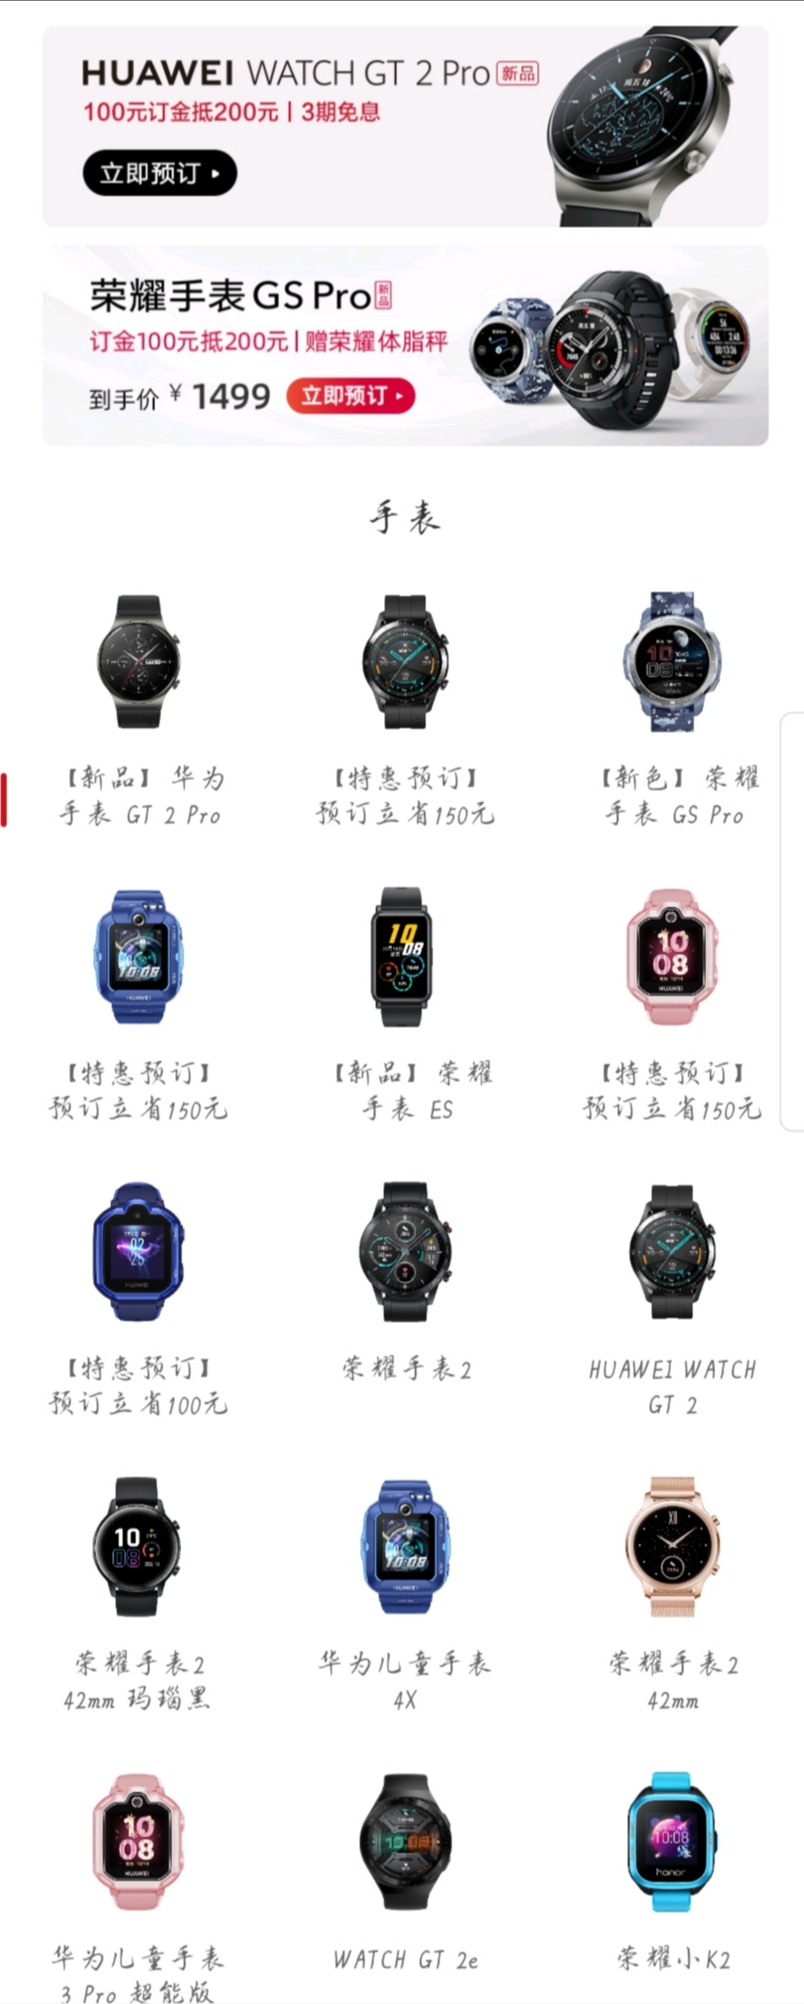 HUAWEI WATCH GT 2 Pro 新品
100元订金抵200元 | 3期免息
立即预订
荣耀手表GS Pro 新品
订金100元抵200元 | 赠荣耀体脂秤
到手价 ¥ 1499 立即预订
手表
【新品】 华为
手表 GT 2 Pro
【特惠预订】
预订立省150元
【新色】 荣耀
手表 GS Pro
【特惠预订】
预订立省150元
【新品】 荣耀
手表 ES
【特惠预订】
预订立省150元
【特惠预订】
预订立省100元
荣耀手表2
HUAWEI WATCH
GT 2
荣耀手表2
42mm 玛瑙黑
华为儿童手表
4X
荣耀手表2
42mm
华为儿童手表
3 Pro 超能版
WATCH GT 2e
honor
荣耀小K2